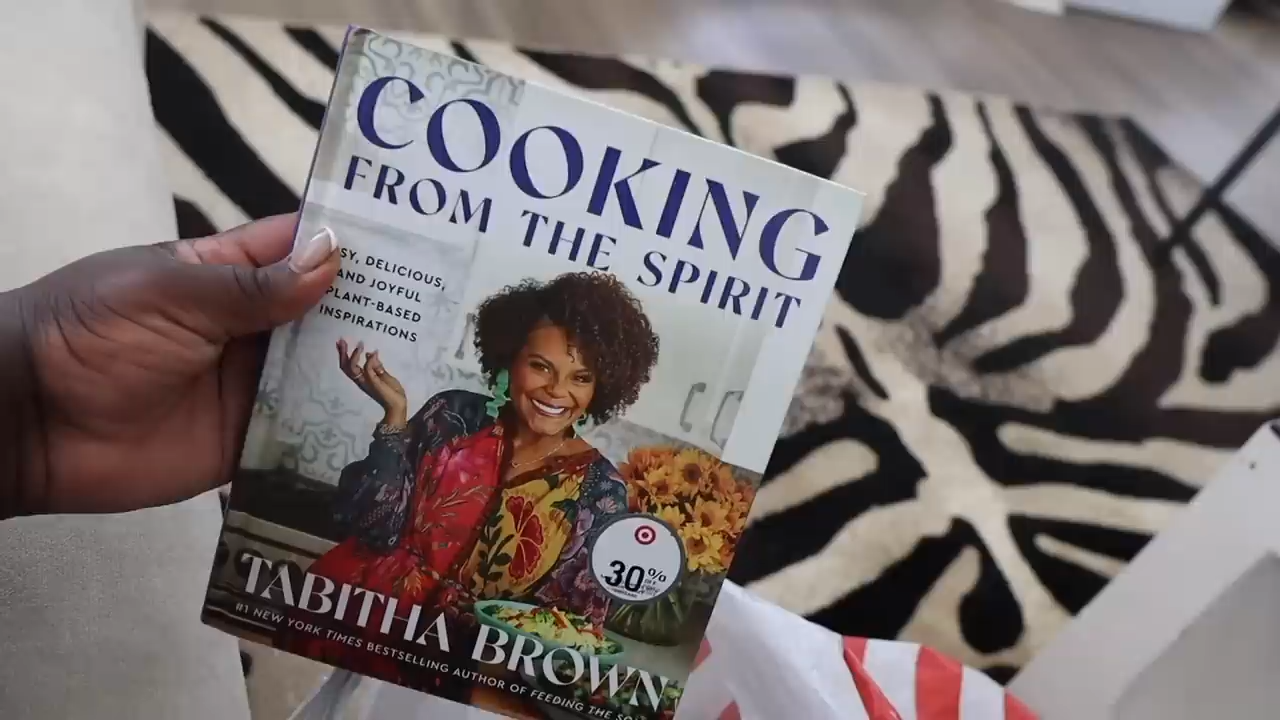 COOKING
FROM THE SPIRIT
SY, DELICIOUS,
AND JOYFUL
PLANT-BASED
INSPIRATIONS
30%
TABITHA BROWN
#1 NEW YORK TIMES BESTSELLING AUTHOR OF FEEDING THE SO